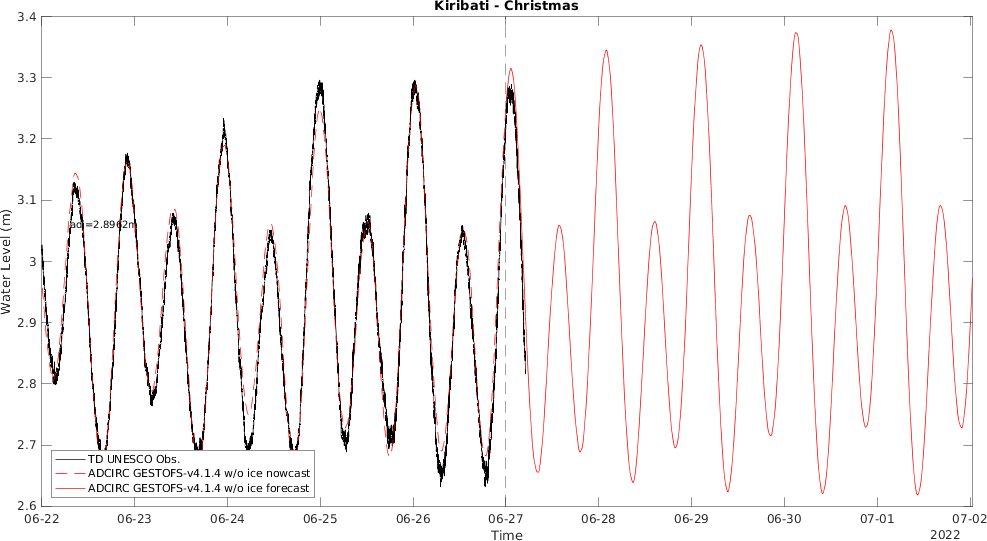 Kiribati - Christmas
3.4
3.3
3.2
3.1
3
2.9
2.8
2.7
2.6
Water Level (m)
adj=2.8962m
TD UNESCO Obs.
ADCIRC GESTOFS-v4.1.4 w/o ice nowcast
ADCIRC GESTOFS-v4.1.4 w/o ice forecast
06-22 06-23 06-24 06-25 06-26 06-27 06-28 06-29 06-30 07-01 07-02
Time
2022